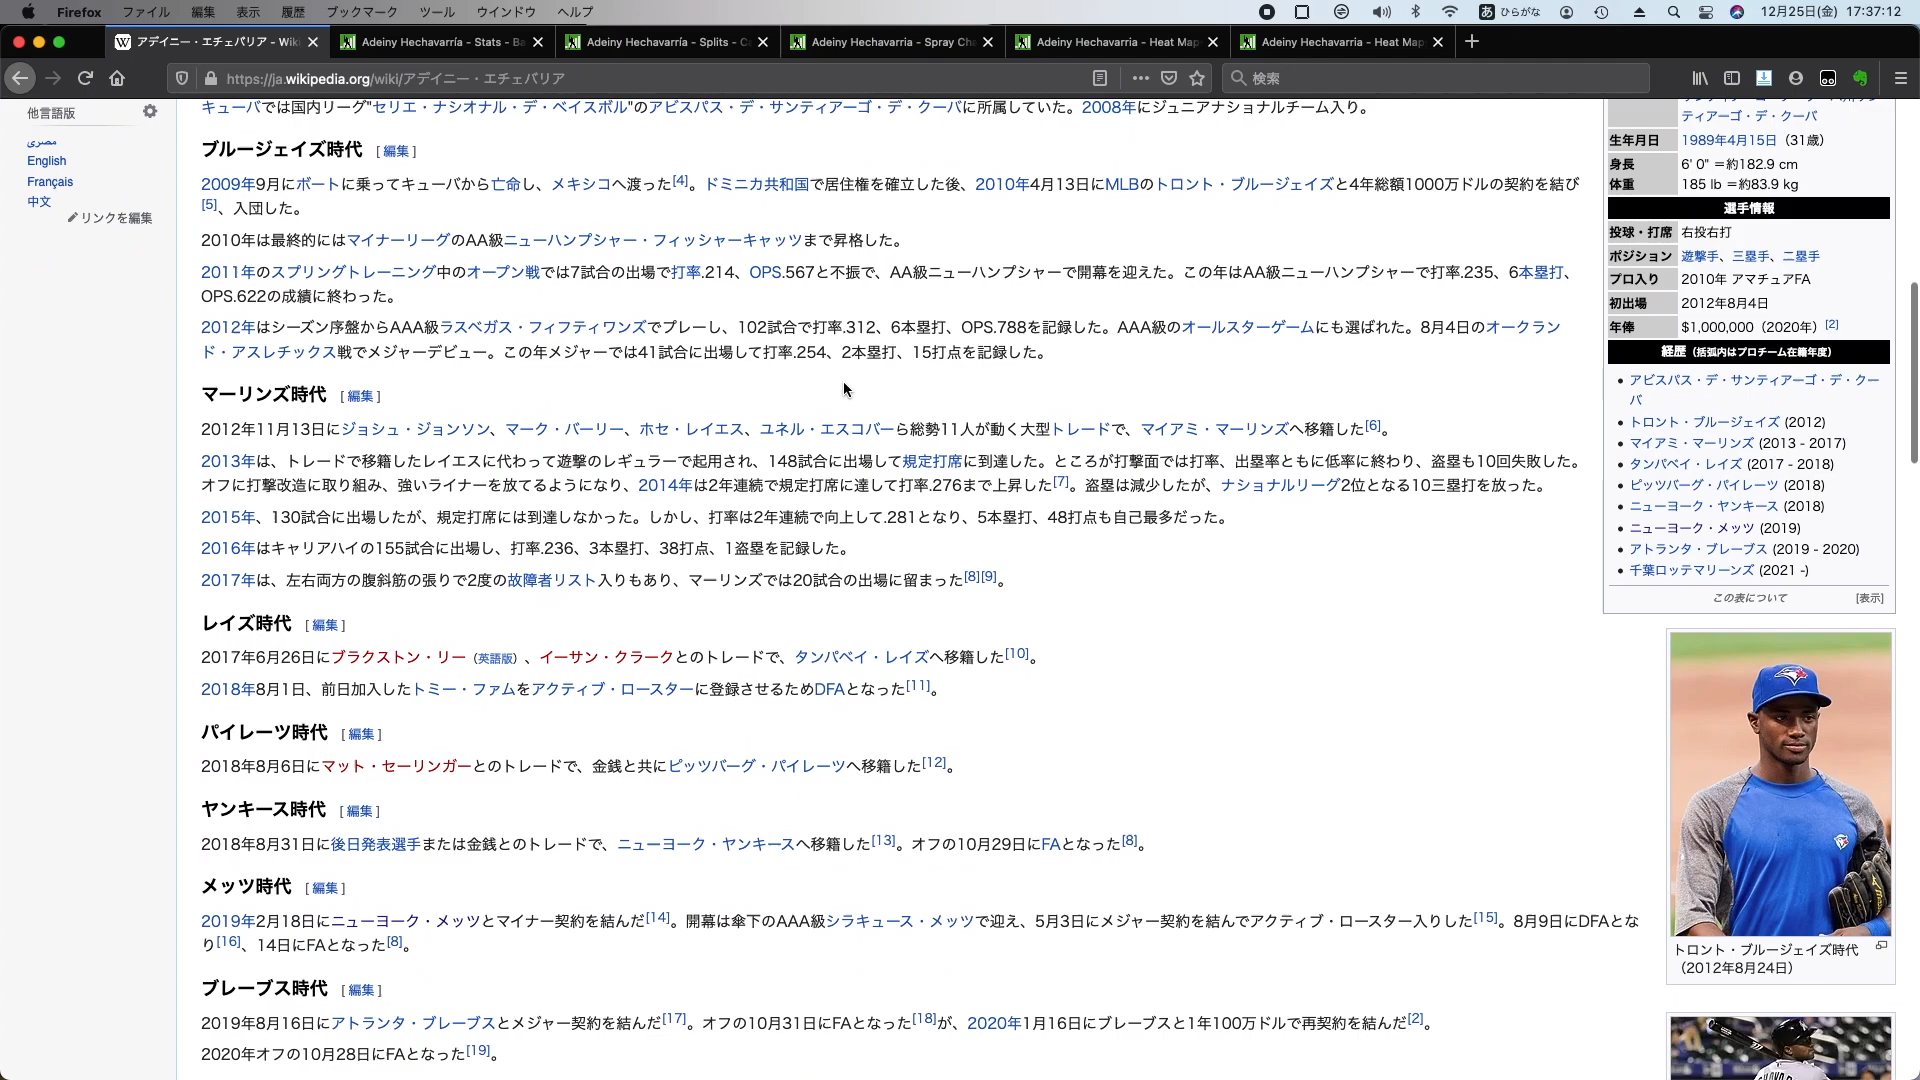 Firefox ファイル 編集 表示 履歴 ブックマーク ツール ウインドウ ヘルプ
あ ひらがな 12月25日(金) 17:37:12
W アデイニー・エチェバリア - Wiki
Adeiny Hechavarría - Stats - Ba
Adeiny Hechavarría - Splits - Ca
Adeiny Hechavarria - Spray Cha
Adeiny Hechavarria - Heat Map
Adeiny Hechavarria - Heat Map
https://ja.wikipedia.org/wiki/アデイニー・エチェバリア
検索
他言語版
مصرى
English
Français
中文
リンクを編集
キューバでは国内リーグ"セリエ・ナシオナル・デ・ベイスボル"のアビスパス・デ・サンティアーゴ・デ・クーバに所属していた。2008年にジュニアナショナルチーム入り。
ブルージェイズ時代 [編集]
2009年9月にボートに乗ってキューバから亡命し、メキシコへ渡った[4]。ドミニカ共和国で居住権を確立した後、2010年4月13日にMLBのトロント・ブルージェイズと4年総額1000万ドルの契約を結び
[5]、入団した。
2010年は最終的にはマイナーリーグのAA級ニューハンプシャー・フィッシャーキャッツまで昇格した。
2011年のスプリングトレーニング中のオープン戦では7試合の出場で打率.214、OPS.567と不振で、AA級ニューハンプシャーで開幕を迎えた。この年はAA級ニューハンプシャーで打率.235、6本塁打、
OPS.622の成績に終わった。
2012年はシーズン序盤からAAA級ラスベガス・フィフティワンズでプレーし、102試合で打率.312、6本塁打、OPS.788を記録した。AAA級のオールスターゲームにも選ばれた。8月4日のオークラン
ド・アスレチックス戦でメジャーデビュー。この年メジャーでは41試合に出場して打率.254、2本塁打、15打点を記録した。
マーリンズ時代 [編集]
2012年11月13日にジョシュ・ジョンソン、マーク・バーリー、ホセ・レイエス、ユネル・エスコバーら総勢11人が動く大型トレードで、マイアミ・マーリンズへ移籍した[6]。
2013年は、トレードで移籍したレイエスに代わって遊撃のレギュラーで起用され、148試合に出場して規定打席に到達した。ところが打撃面では打率、出塁率ともに低率に終わり、盗塁も10回失敗した。
オフに打撃改造に取り組み、強いライナーを放てるようになり、2014年は2年連続で規定打席に達して打率.276まで上昇した[7]。盗塁は減少したが、ナショナルリーグ2位となる10三塁打を放った。
2015年、130試合に出場したが、規定打席には到達しなかった。しかし、打率は2年連続で向上して.281となり、5本塁打、48打点も自己最多だった。
2016年はキャリアハイの155試合に出場し、打率.236、3本塁打、38打点、1盗塁を記録した。
2017年は、左右両方の腹斜筋の張りで2度の故障者リスト入りもあり、マーリンズでは20試合の出場に留まった[8][9]。
レイズ時代 [編集]
2017年6月26日にブラクストン・リー（英語版）、イーサン・クラークとのトレードで、タンパベイ・レイズへ移籍した[10]。
2018年8月1日、前日加入したトミー・ファムをアクティブ・ロースターに登録させるためDFAとなった[11]。
パイレーツ時代 [編集]
2018年8月6日にマット・セーリンガーとのトレードで、金銭と共にピッツバーグ・パイレーツへ移籍した[12]。
ヤンキース時代 [編集]
2018年8月31日に後日発表選手または金銭とのトレードで、ニューヨーク・ヤンキースへ移籍した[13]。オフの10月29日にFAとなった[8]。
メッツ時代 [編集]
2019年2月18日にニューヨーク・メッツとマイナー契約を結んだ[14]。開幕は傘下のAAA級シラキュース・メッツで迎え、5月3日にメジャー契約を結んでアクティブ・ロースター入りした[15]。8月9日にDFAとな
り[16]、14日にFAとなった[8]。
ブレーブス時代 [編集]
2019年8月16日にアトランタ・ブレーブスとメジャー契約を結んだ[17]。オフの10月31日にFAとなった[18]が、2020年1月16日にブレーブスと1年100万ドルで再契約を結んだ[2]。
2020年オフの10月28日にFAとなった[19]。
ティアーゴ・デ・クーバ
生年月日 1989年4月15日（31歳）
身長 6' 0" ＝約182.9 cm
体重 185 lb ＝約83.9 kg
選手情報
投球・打席 右投右打
ポジション 遊撃手、三塁手、二塁手
プロ入り 2010年 アマチュアFA
初出場 2012年8月4日
年俸 $1,000,000（2020年）[2]
経歴（括弧内はプロチーム在籍年度）
アビスパス・デ・サンティアーゴ・デ・クー
バ
トロント・ブルージェイズ (2012)
マイアミ・マーリンズ (2013 - 2017)
タンパベイ・レイズ (2017 - 2018)
ピッツバーグ・パイレーツ (2018)
ニューヨーク・ヤンキース (2018)
ニューヨーク・メッツ (2019)
アトランタ・ブレーブス (2019 - 2020)
千葉ロッテマリーンズ (2021 -)
この表について [表示]
トロント・ブルージェイズ時代
（2012年8月24日）